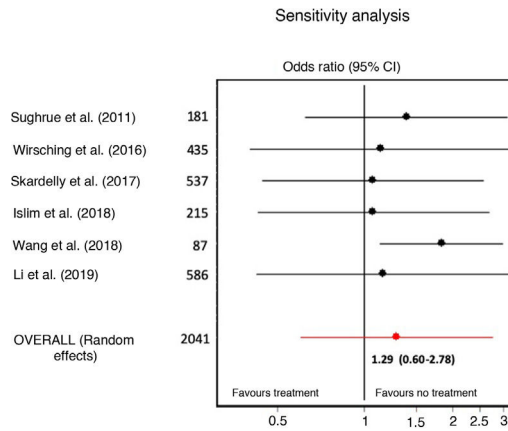 Sensitivity analysis
Odds ratio (95% CI)
Sughrue et al. (2011) 181
Wirsching et al. (2016) 435
Skardelly et al. (2017) 537
Islim et al. (2018) 215
Wang et al. (2018) 87
Li et al. (2019) 586
OVERALL (Random 2041
effects)
1.29 (0.60-2.78)
Favours treatment Favours no treatment
0.5 1 1.5 2 2.5 3